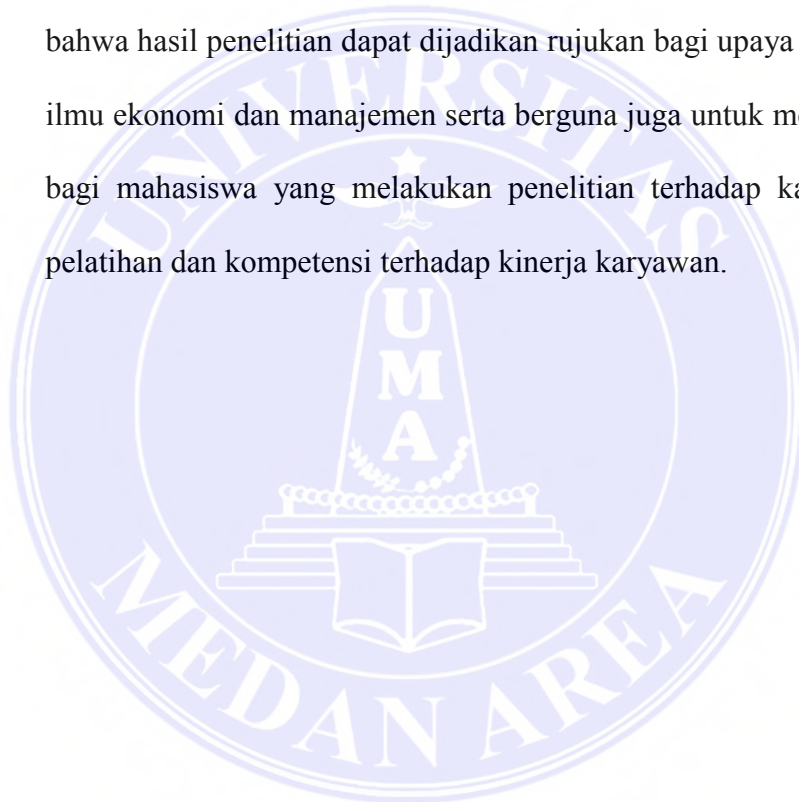 bahwa hasil penelitian dapat dijadikan rujukan bagi upaya
ilmu ekonomi dan manajemen serta berguna juga untuk
bagi mahasiswa yang melakukan penelitian terhadap
pelatihan dan kompetensi terhadap kinerja karyawan.
UNIVERSITAS
UMA
MEDAN AREA